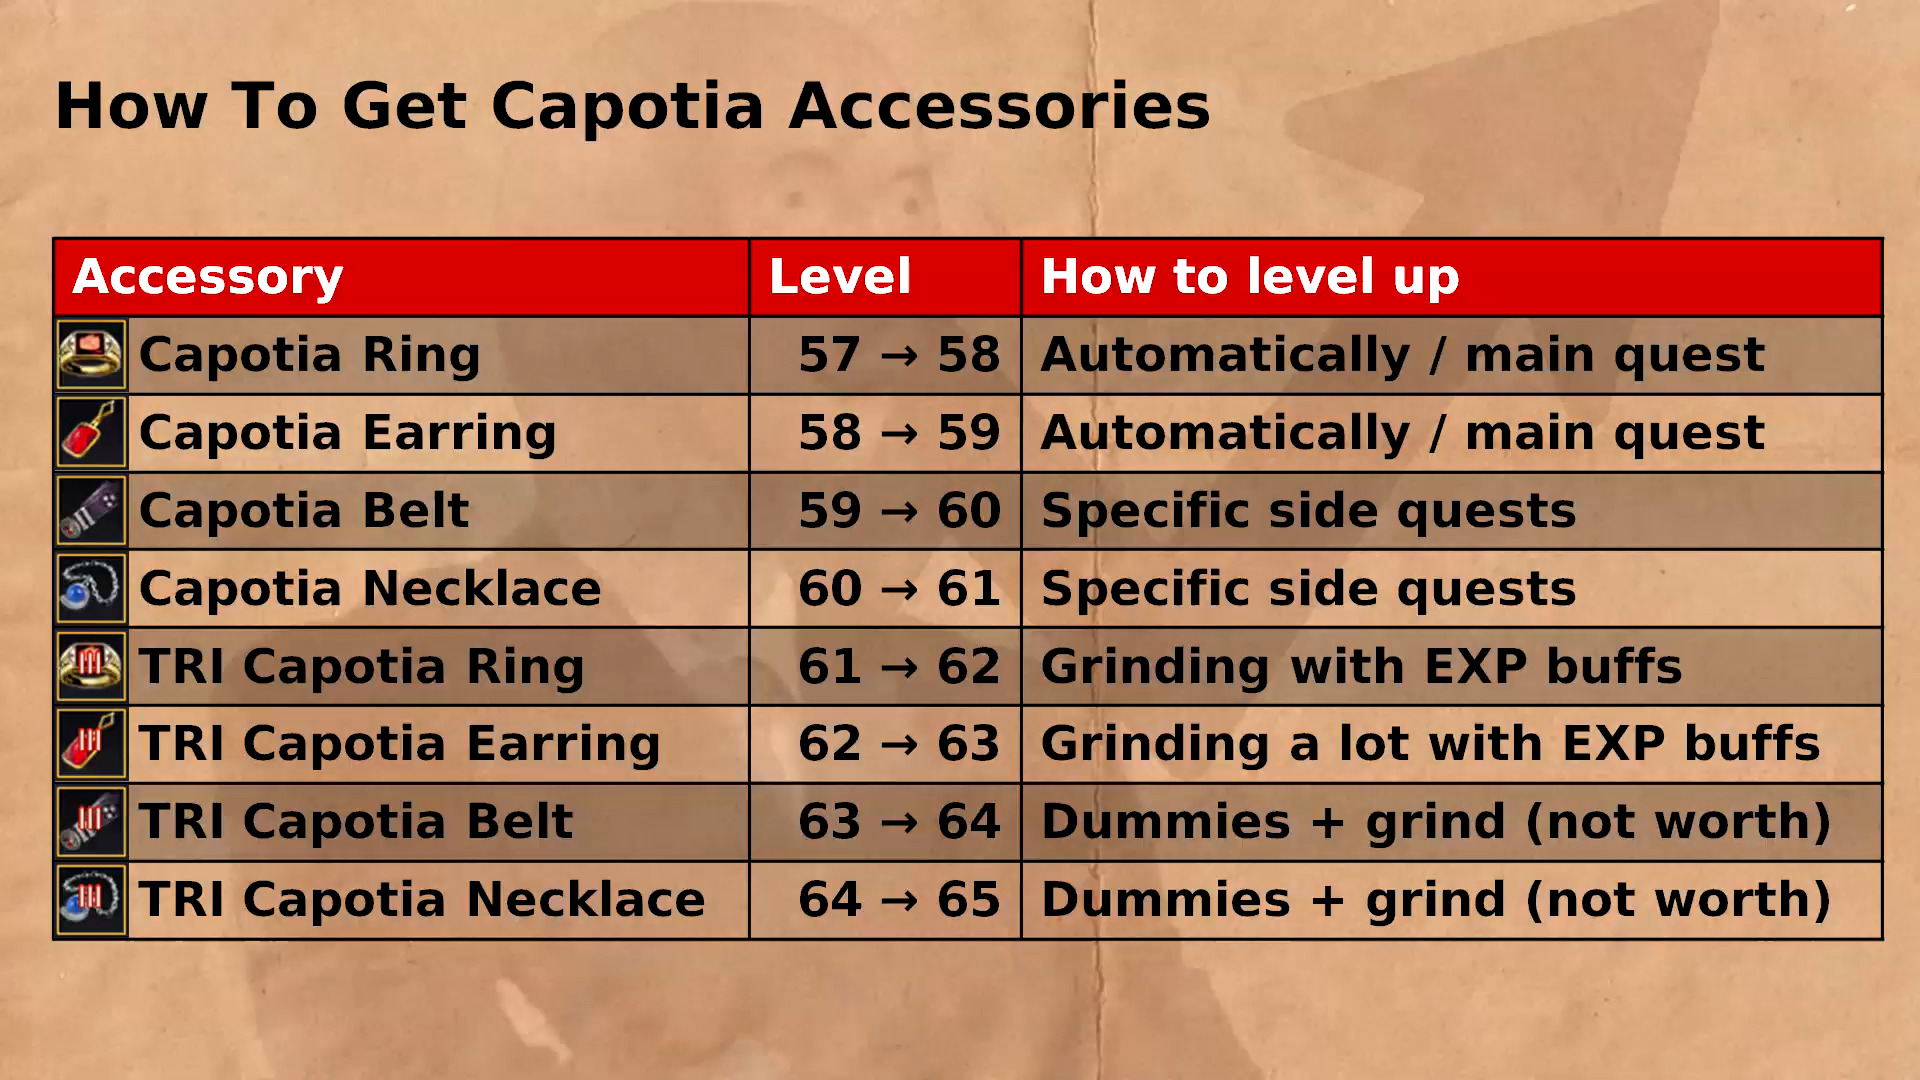 How To Get Capotia Accessories
Accessory Level How to level up
Capotia Ring 57 → 58 Automatically / main quest
Capotia Earring 58 → 59 Automatically / main quest
Capotia Belt 59 → 60 Specific side quests
Capotia Necklace 60 → 61 Specific side quests
TRI Capotia Ring 61 → 62 Grinding with EXP buffs
TRI Capotia Earring 62 → 63 Grinding a lot with EXP buffs
TRI Capotia Belt 63 → 64 Dummies + grind (not worth)
TRI Capotia Necklace 64 → 65 Dummies + grind (not worth)